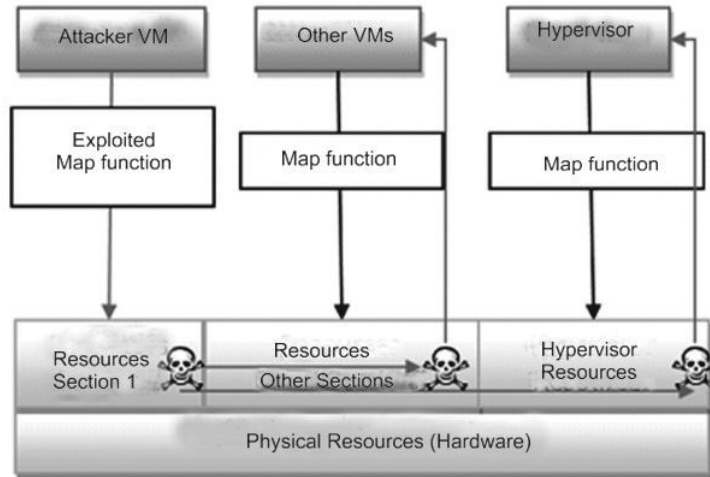 Attacker VM
Other VMs
Hypervisor
Exploited
Map function
Map function
Map function
Resources
Section 1
Resources
Other Sections
Hypervisor
Resources
Physical Resources (Hardware)